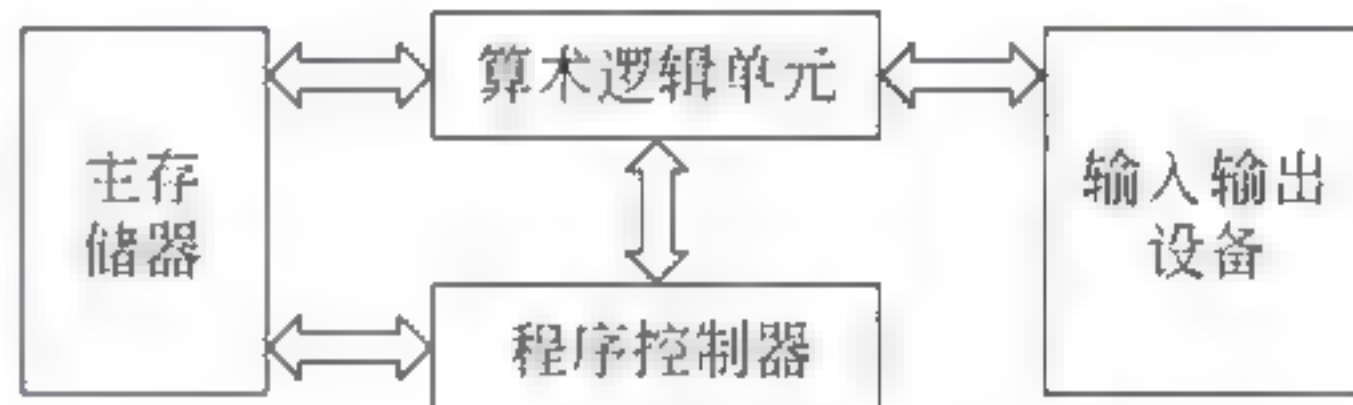 算术逻辑单元
主存
储器
输入输出
设备
程序控制器